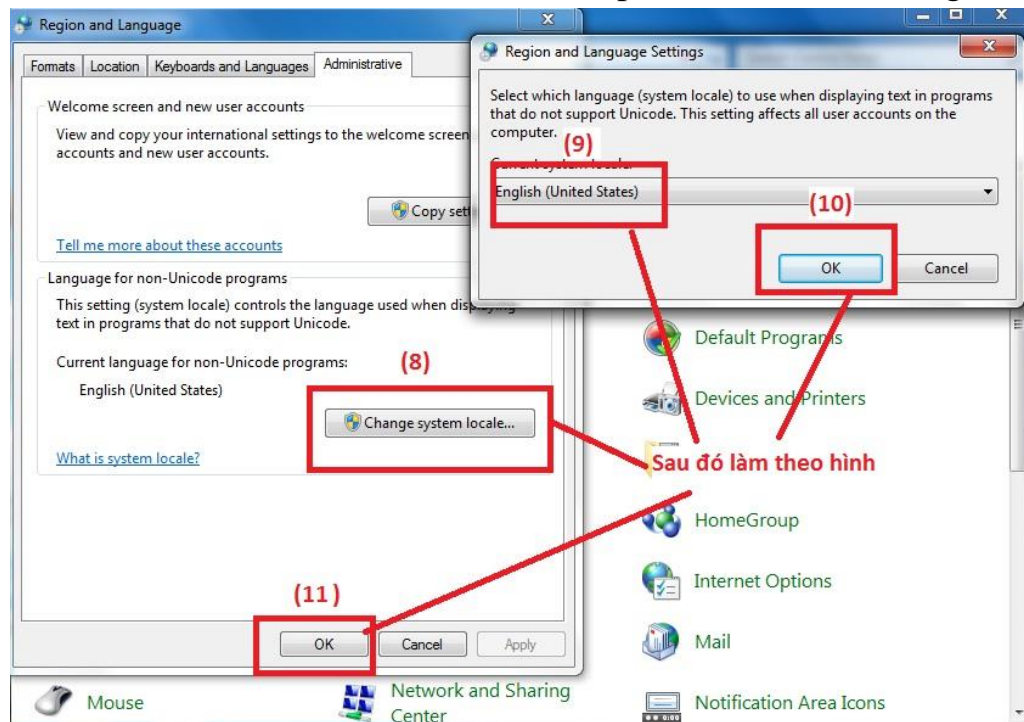 Region and Language
Formats Location Keyboards and Languages Administrative
Welcome screen and new user accounts
View and copy your international settings to the welcome screen
accounts and new user accounts.
Copy sett
Tell me more about these accounts
Language for non-Unicode programs
This setting (system locale) controls the language used when displaying
text in programs that do not support Unicode.
Current language for non-Unicode programs:
(8)
English (United States)
Change system locale...
What is system locale?
(11)
OK Cancel Apply
Region and Language Settings
Select which language (system locale) to use when displaying text in programs
that do not support Unicode. This setting affects all user accounts on the
computer.
(9)
Current system locale:
English (United States)
(10)
OK Cancel
Default Programs
Devices and Printers
Sau đó làm theo hình
HomeGroup
Internet Options
Mail
Mouse
Network and Sharing
Center
Notification Area Icons